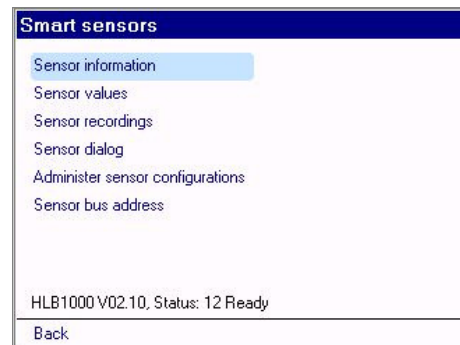 Smart sensors
Sensor information
Sensor values
Sensor recordings
Sensor dialog
Administer sensor configurations
Sensor bus address
HLB1000 V02.10, Status: 12 Ready
Back